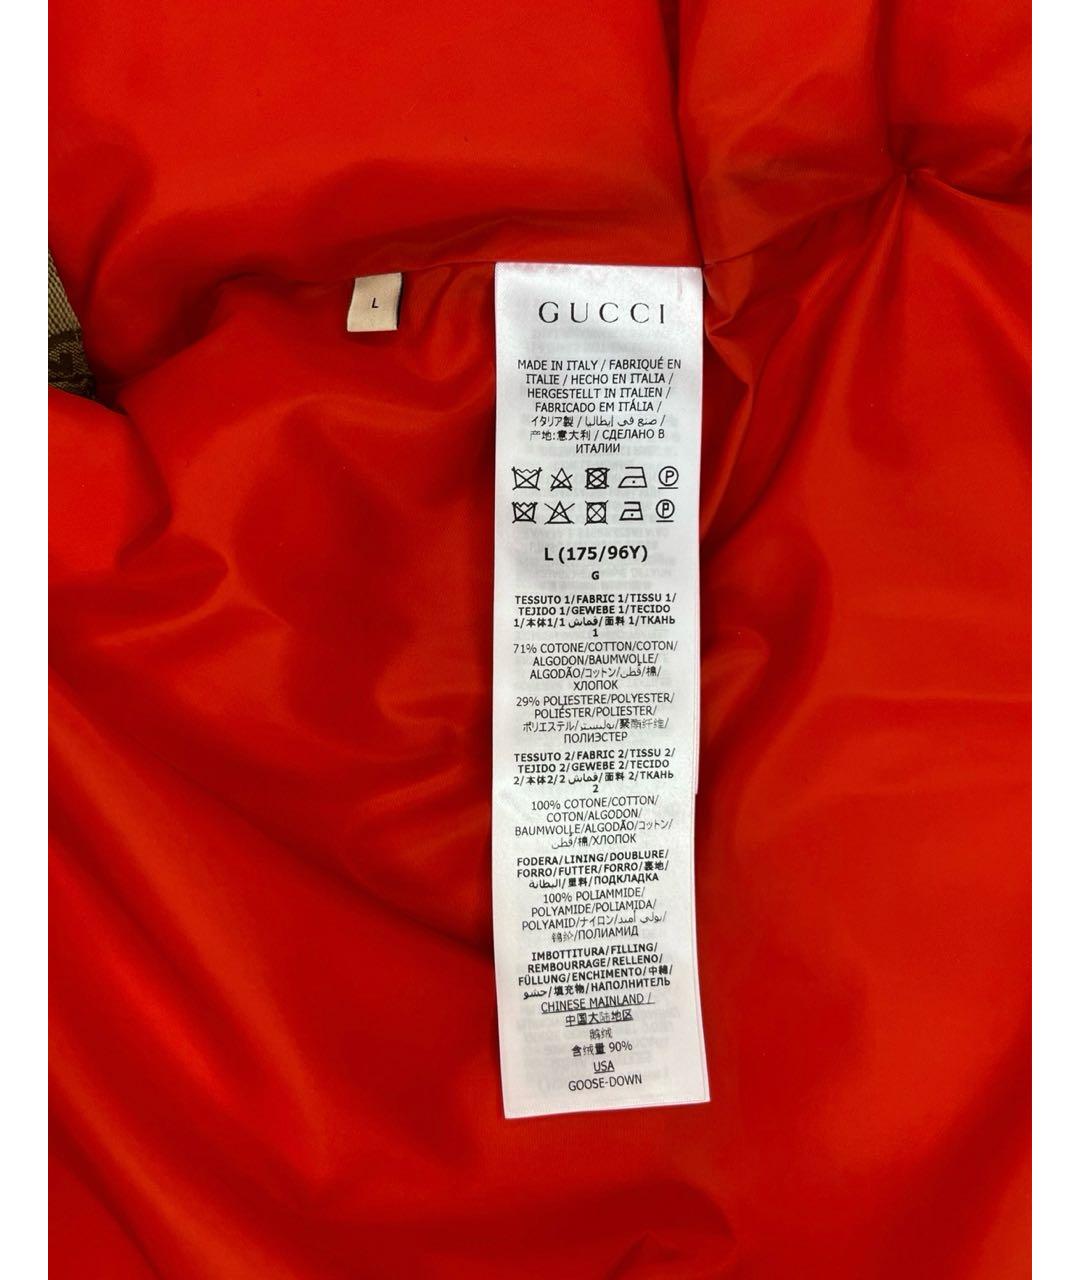 L
GUCCI
MADE IN ITALY / FABRIQUÉ EN
ITALIE / HECHO EN ITALIA /
HERGESTELLT IN ITALIEN /
FABRICADO EM ITÁLIA /
イタリア製 / صنع في إيطاليا /
产地:意大利 / СДЕЛАНО В
ИТАЛИИ
P
P
L (175/96Y)
G
TESSUTO 1/FABRIC 1/TISSU 1/
TEJIDO 1/GEWEBE 1/TECIDO
1/本体1/1 قماش/面料 1/ТКАНЬ
1
71% COTONE/COTTON/COTON/
ALGODON/BAUMWOLLE/
ALGODÃO/コットン/قطن/棉/
ХЛОПОК
29% POLIESTERE/POLYESTER/
POLIÉSTER/POLIESTER/
ポリエステル/بوليستر/聚酯纤维/
ПОЛИЭСТЕР
TESSUTO 2/FABRIC 2/TISSU 2/
TEJIDO 2/GEWEBE 2/TECIDO
2/本体2/2 قماش/面料 2/ТКАНЬ
2
100% COTONE/COTTON/
COTON/ALGODON/
BAUMWOLLE/ALGODÃO/コットン/
قطن/棉/ХЛОПОК
FODERA/LINING/DOUBLURE/
FORRO/FUTTER/FORRO/裏地/
البطانة/里料/ПОДКЛАДКА
100% POLIAMMIDE/
POLYAMIDE/POLIAMIDA/
POLYAMID/ナイロン/بولي أميد/
锦纶/ПОЛИАМИД
IMBOTTITURA/FILLING/
REMBOURRAGE/RELLENO/
FÜLLUNG/ENCHIMENTO/中綿/
حشو/填充物/НАПОЛНИТЕЛЬ
CHINESE MAINLAND /
中国大陆地区
鹅绒
含绒量 90%
USA
GOOSE-DOWN